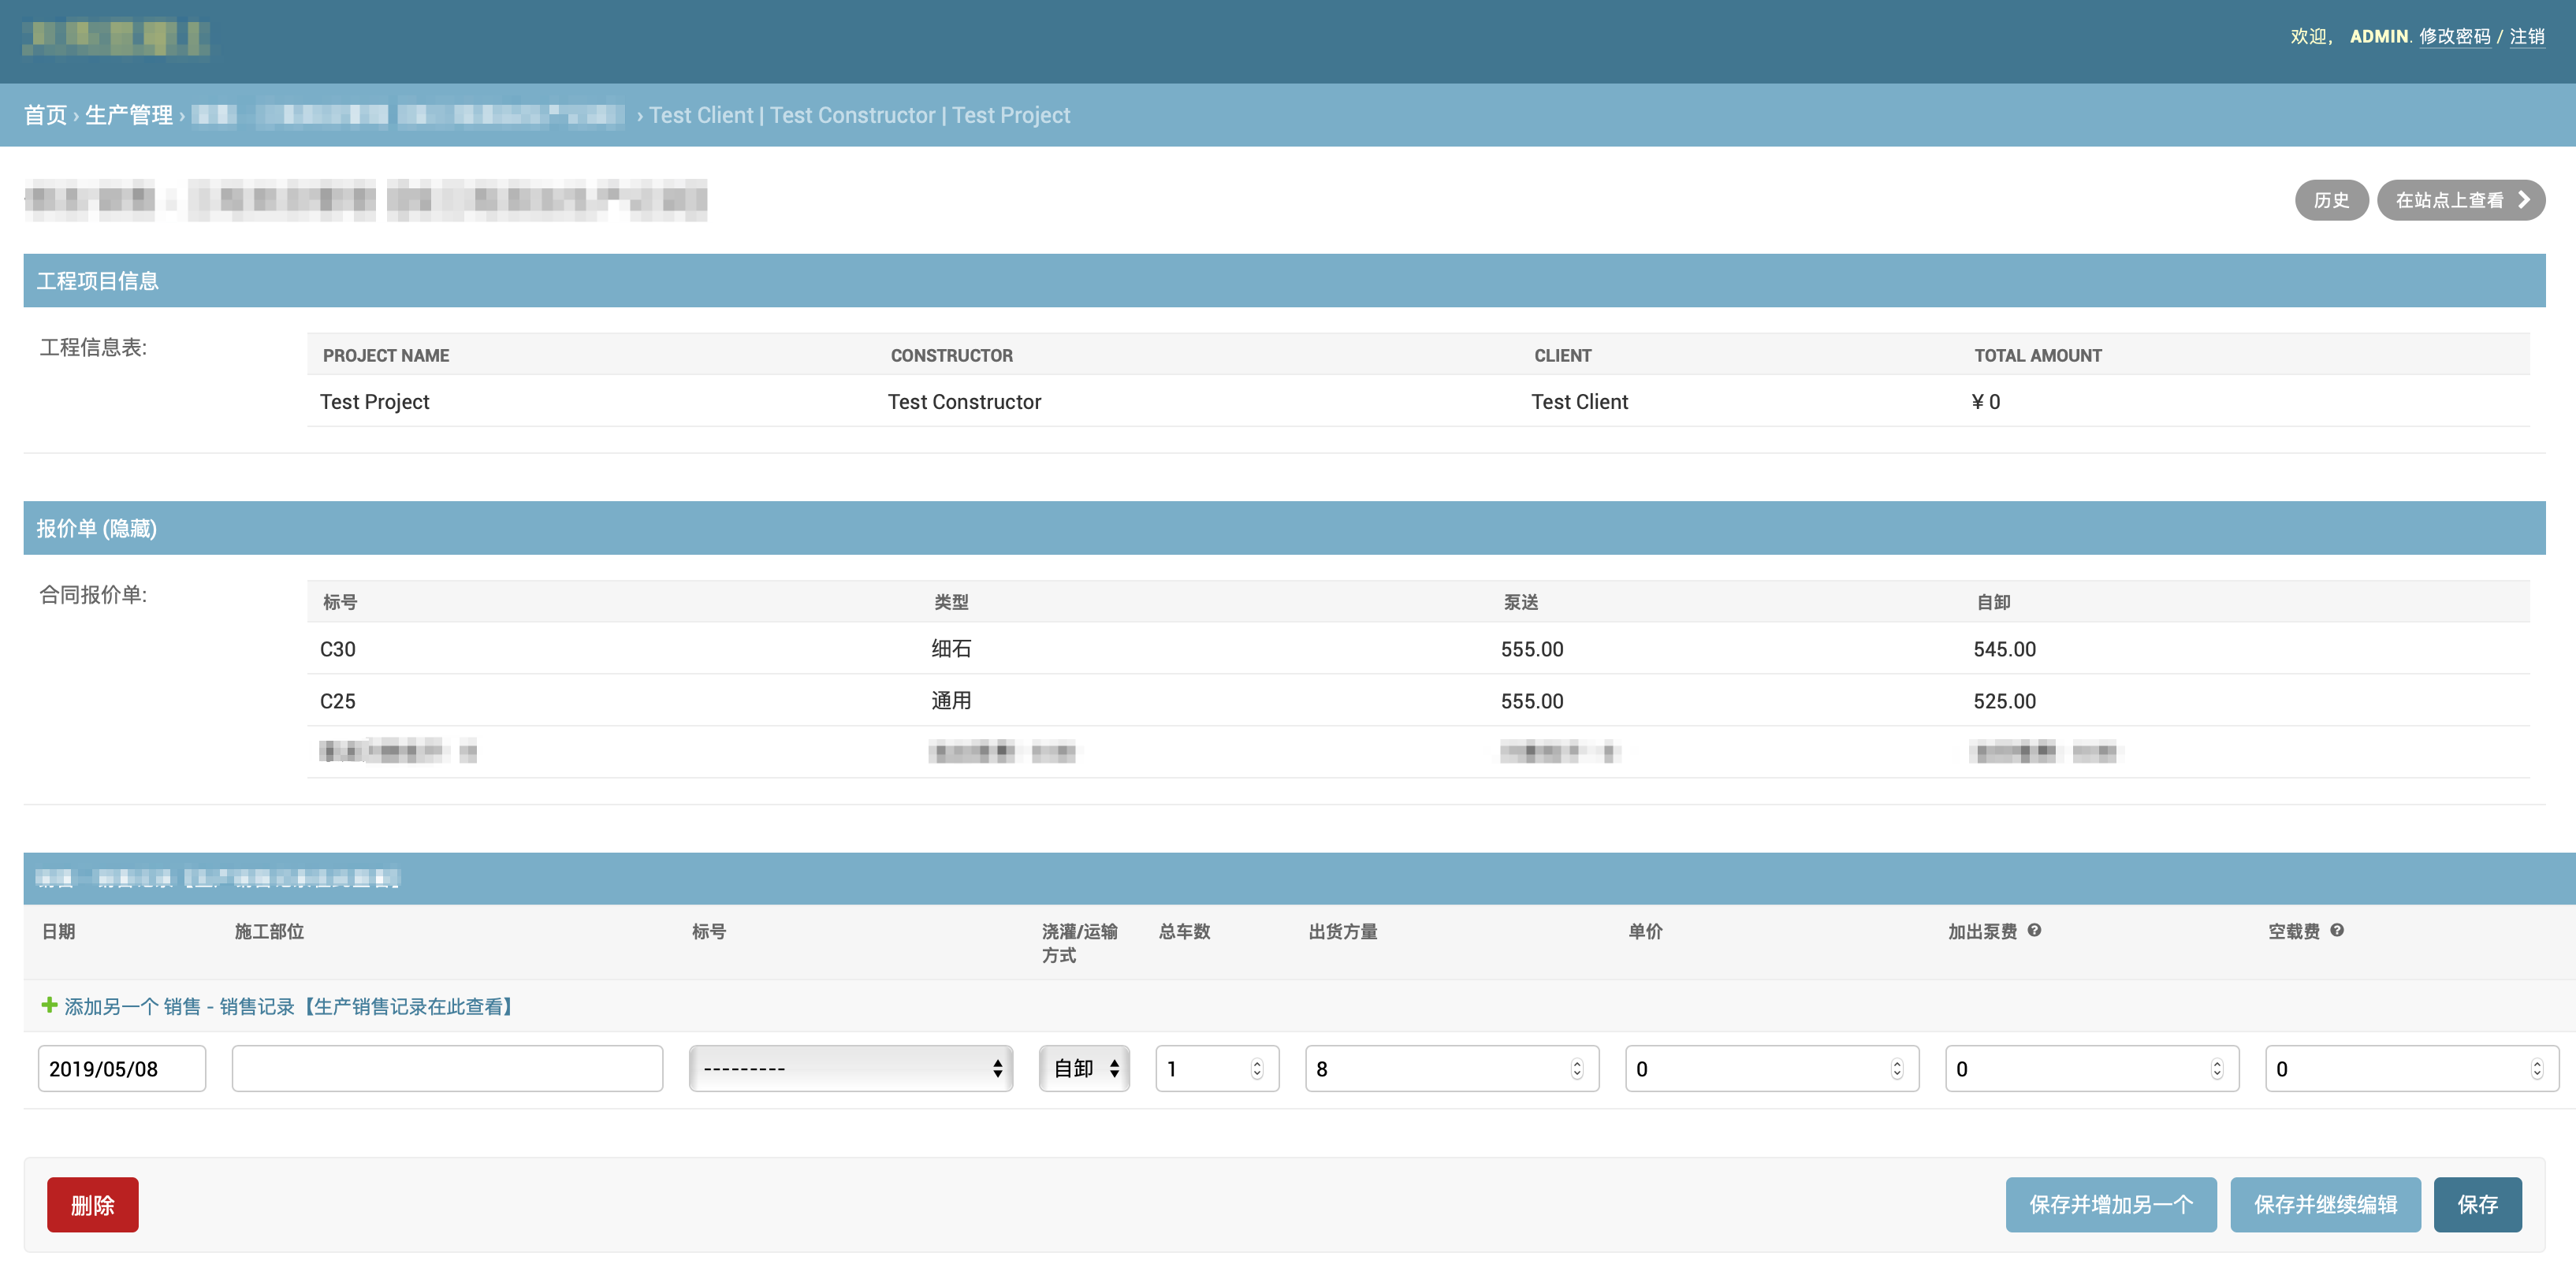 欢迎， ADMIN. 修改密码 / 注销
首页 › 生产管理 › › Test Client | Test Constructor | Test Project
历史 在站点上查看
工程项目信息
工程信息表:
PROJECT NAME CONSTRUCTOR CLIENT TOTAL AMOUNT
Test Project Test Constructor Test Client ¥ 0
报价单 (隐藏)
合同报价单:
标号 类型 泵送 自卸
C30 细石 555.00 545.00
C25 通用 555.00 525.00
日期 施工部位 标号 浇灌/运输方式 总车数 出货方量 单价 加出泵费 空载费
添加另一个 销售 - 销售记录【生产销售记录在此查看】
2019/05/08 --------- 自卸 1 8 0 0 0
删除 保存并增加另一个 保存并继续编辑 保存